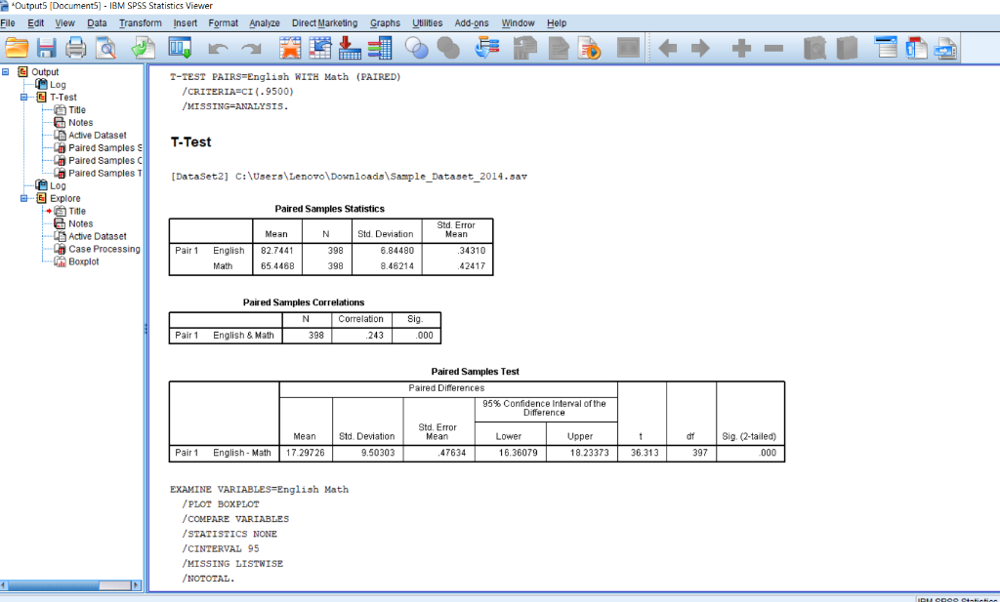 *Output5 [Document5] - IBM SPSS Statistics Viewer
File Edit View Data Transform Insert Format Analyze Direct Marketing Graphs Utilities Add-ons Window Help
Output
Log
T-Test
Title
Notes
Active Dataset
Paired Samples S
Paired Samples C
Paired Samples T
Log
Explore
Title
Notes
Active Dataset
Case Processing
Boxplot
T-TEST PAIRS=English WITH Math (PAIRED)
/CRITERIA=CI(.9500)
/MISSING=ANALYSIS.
T-Test
[DataSet2] C:\Users\Lenovo\Downloads\Sample_Dataset_2014.sav
Paired Samples Statistics
Mean N Std. Deviation Std. Error Mean
Pair 1 English 82.7441 398 6.84480 .34310
Math 65.4468 398 8.46214 .42417
Paired Samples Correlations
N Correlation Sig.
Pair 1 English & Math 398 .243 .000
Paired Samples Test
Paired Differences
95% Confidence Interval of the Difference
Mean Std. Deviation Std. Error Mean Lower Upper t df Sig. (2-tailed)
Pair 1 English - Math 17.29726 9.50303 .47634 16.36079 18.23373 36.313 397 .000
EXAMINE VARIABLES=English Math
/PLOT BOXPLOT
/COMPARE VARIABLES
/STATISTICS NONE
/CINTERVAL 95
/MISSING LISTWISE
/NOTOTAL.
IBM SPSS Statistics